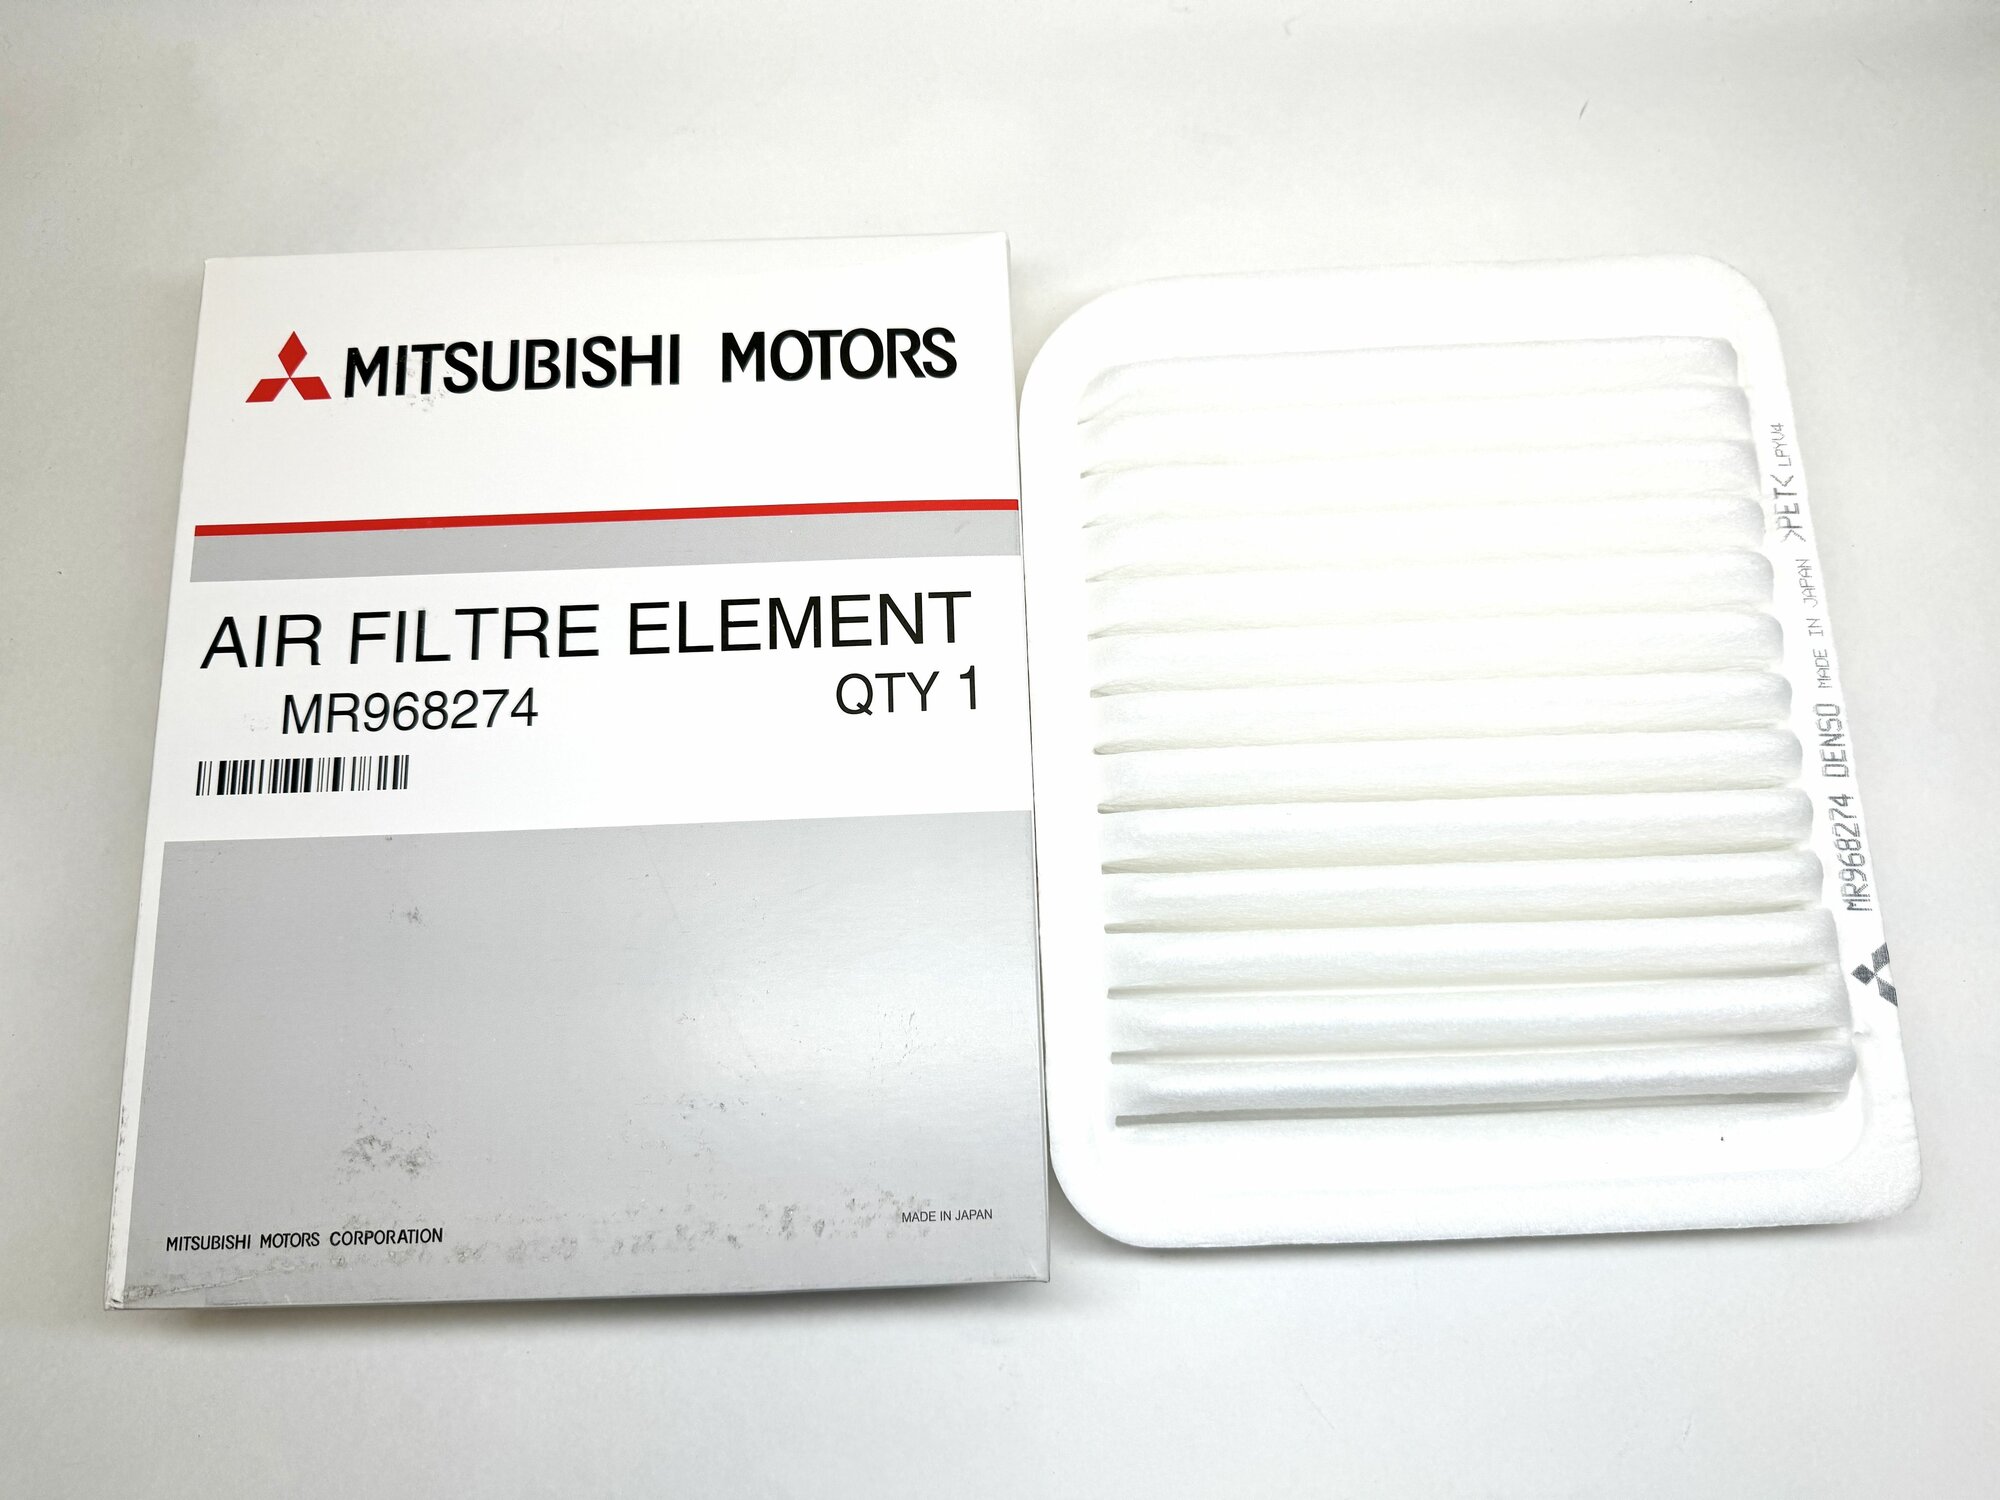 MITSUBISHI MOTORS
AIR FILTRE ELEMENT
MR968274
QTY 1
MITSUBISHI MOTORS CORPORATION
MADE IN JAPAN
MR968274 DENSO MADE IN JAPAN >PET< LPYV4